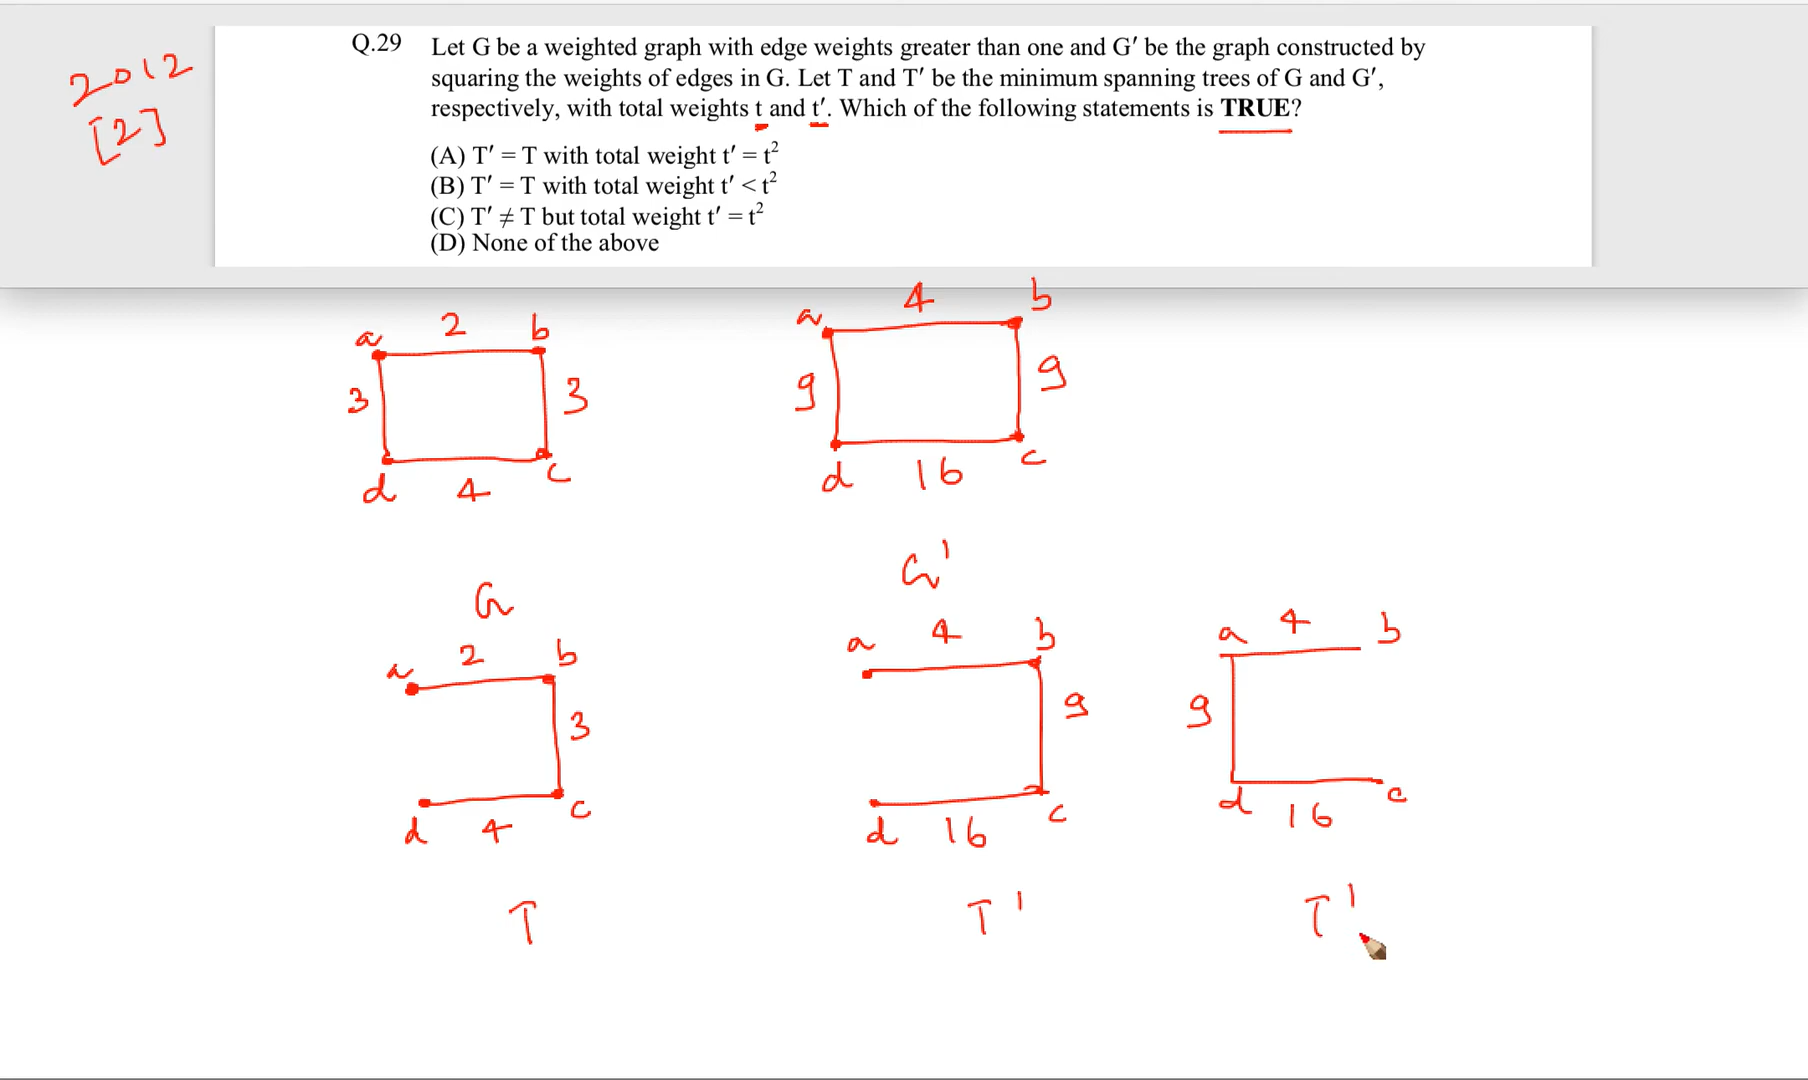 2012
[2]
Q.29 Let G be a weighted graph with edge weights greater than one and G′ be the graph constructed by
squaring the weights of edges in G. Let T and T′ be the minimum spanning trees of G and G′,
respectively, with total weights t and t′. Which of the following statements is TRUE?
(A) T′ = T with total weight t′ = t²
(B) T′ = T with total weight t′ < t²
(C) T′ ≠ T but total weight t′ = t²
(D) None of the above
a 2 b
3 3
d 4 c
G
a 4 b
9 9
d 16 c
G'
a 2 b
3
d 4 c
T
a 4 b
9
d 16 c
T'
a 4 b
9
d 16 c
T'